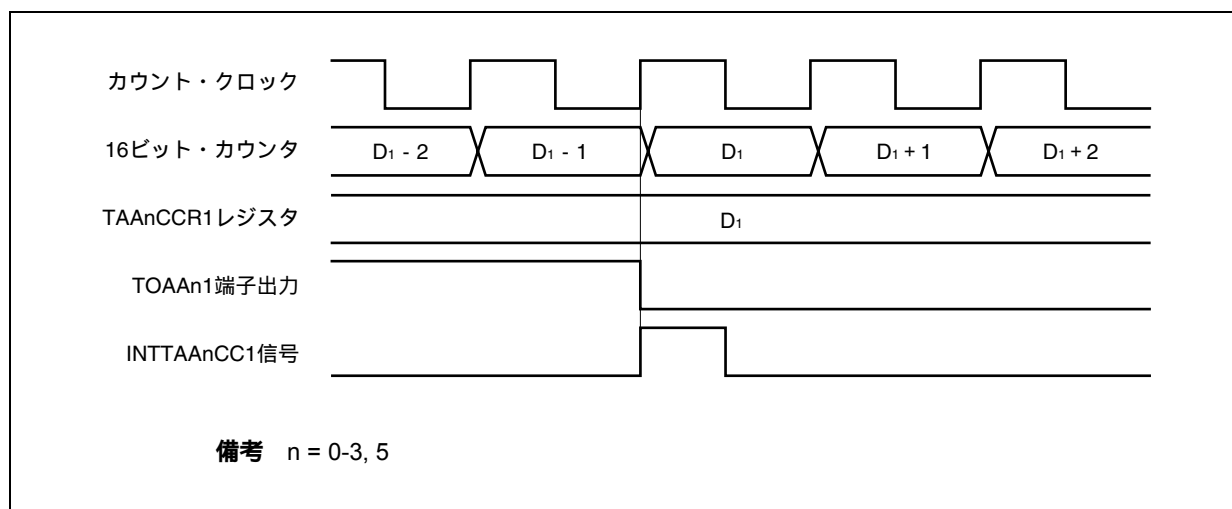 カウント・クロック
16ビット・カウンタ D₁ - 2 D₁ - 1 D₁ D₁ + 1 D₁ + 2
TAAnCCR1レジスタ D₁
TOAAn1端子出力
INTTAAnCC1信号
備考 n = 0-3, 5